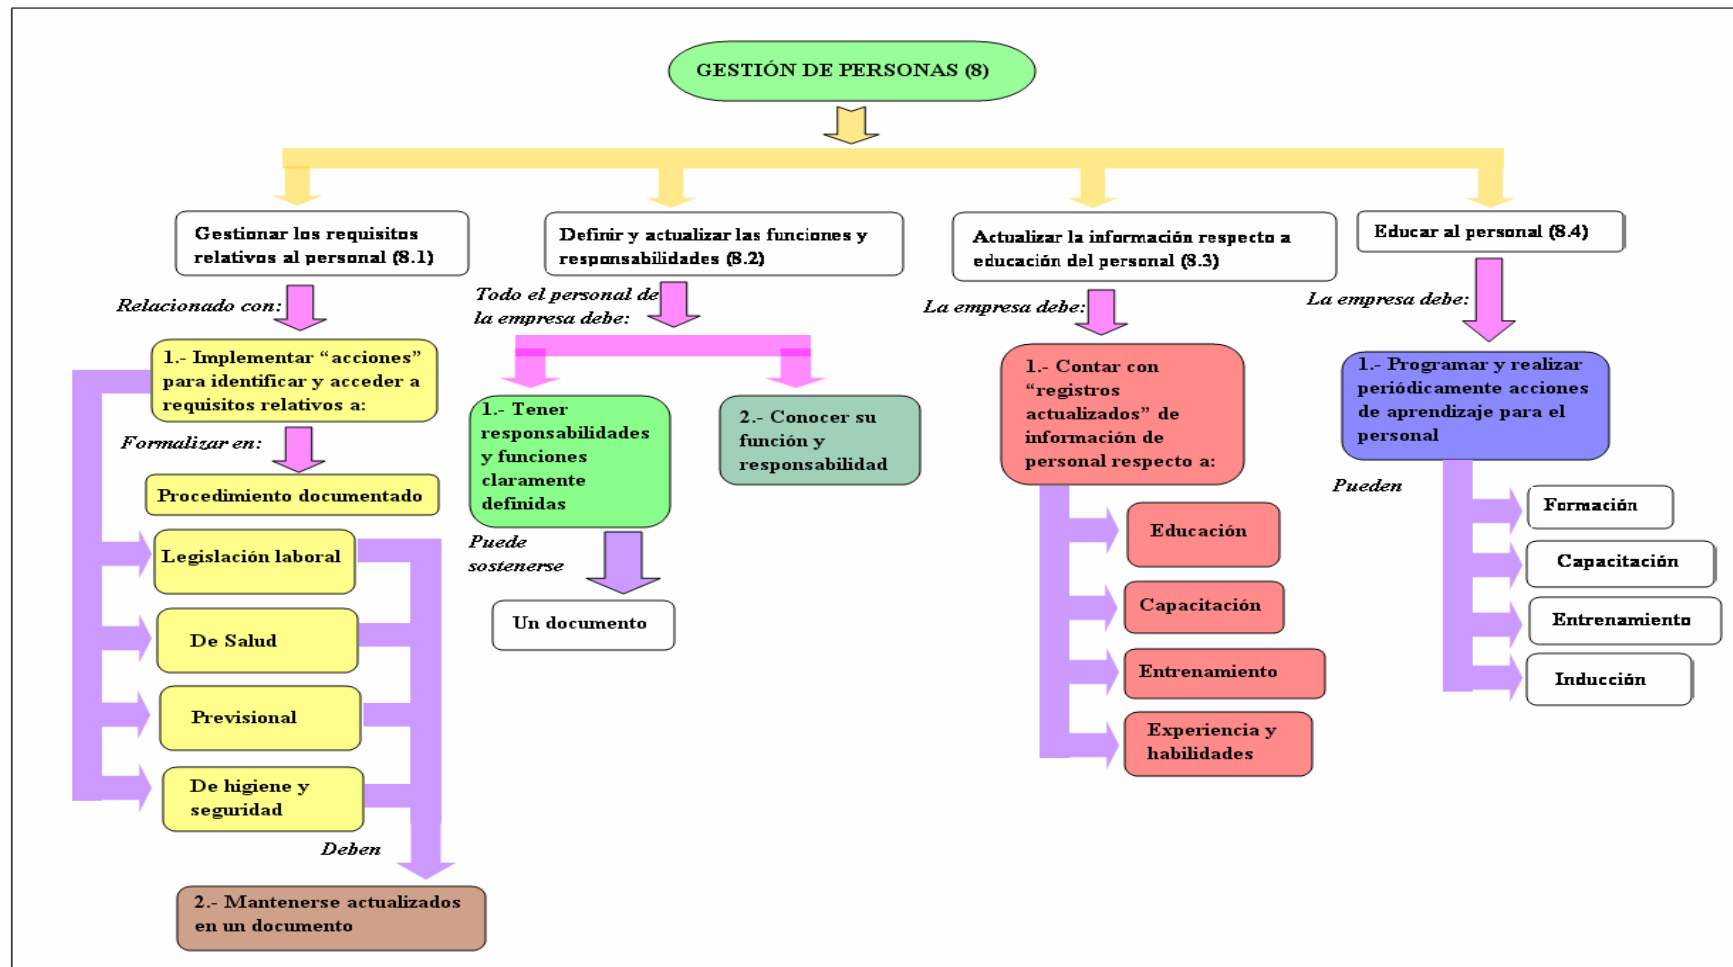 GESTIÓN DE PERSONAS (8)
Gestionar los requisitos
relativos al personal (8.1)
Relacionado con:
1.- Implementar “acciones”
para identificar y acceder a
requisitos relativos a:
Formalizar en:
Procedimiento documentado
Legislación laboral
De Salud
Previsional
De higiene y
seguridad
Deben
2.- Mantenerse actualizados
en un documento
Definir y actualizar las funciones y
responsabilidades (8.2)
Todo el personal de
la empresa debe:
1.- Tener
responsabilidades
y funciones
claramente
definidas
2.- Conocer su
función y
responsabilidad
Puede
sostenerse
Un documento
Actualizar la información respecto a
educación del personal (8.3)
La empresa debe:
1.- Contar con
“registros
actualizados” de
información de
personal respecto a:
Educación
Capacitación
Entrenamiento
Experiencia y
habilidades
Educar al personal (8.4)
La empresa debe:
1.- Programar y realizar
periódicamente acciones
de aprendizaje para el
personal
Pueden
Formación
Capacitación
Entrenamiento
Inducción